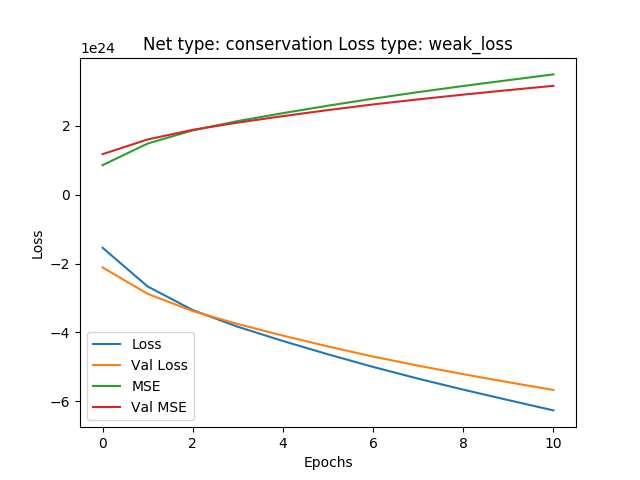 Net type: conservation Loss type: weak_loss
1e24
2
0
−2
−4
−6
Loss
Loss
Val Loss
MSE
Val MSE
0
2
4
6
8
10
Epochs